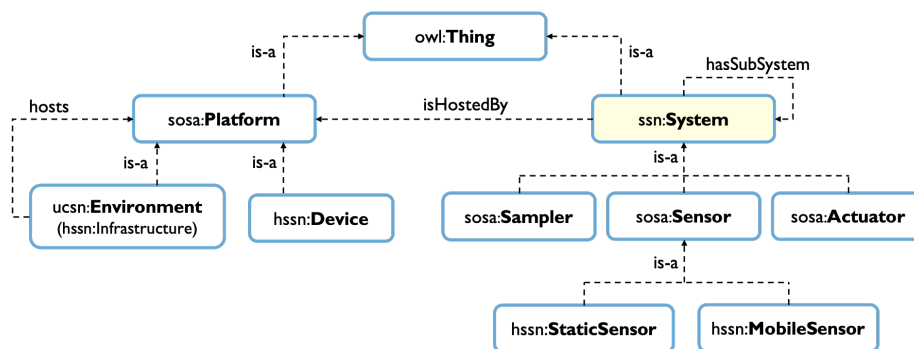 owl:Thing
is-a
is-a
hasSubSystem
hosts
sosa:Platform
isHostedBy
ssn:System
is-a
is-a
is-a
ucsn:Environment
(hssn:Infrastructure)
hssn:Device
sosa:Sampler
sosa:Sensor
sosa:Actuator
is-a
hssn:StaticSensor
hssn:MobileSensor